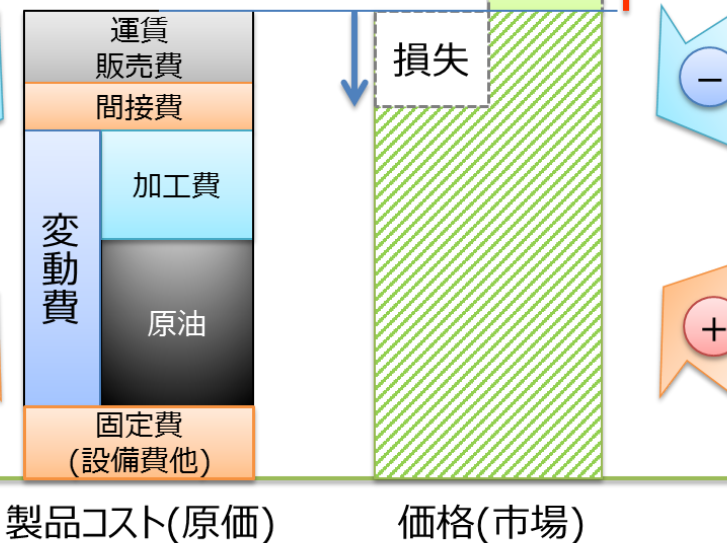 運賃
販売費
間接費
変動費
加工費
原油
固定費
(設備費他)
損失
−
+
製品コスト(原価)
価格(市場)